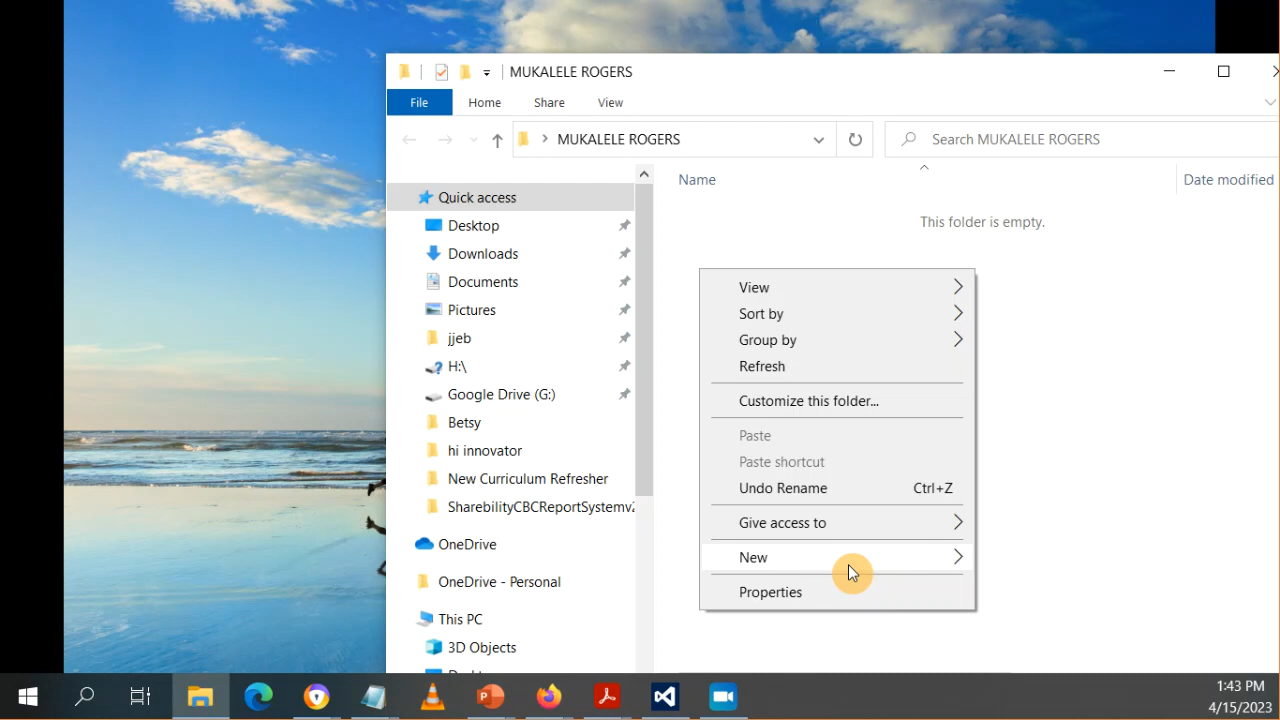 MUKALELE ROGERS
File Home Share View
MUKALELE ROGERS
Search MUKALELE ROGERS
Name Date modified
This folder is empty.
Quick access
Desktop
Downloads
Documents
Pictures
jjeb
H:\
Google Drive (G:)
Betsy
hi innovator
New Curriculum Refresher
SharebilityCBCReportSystemv2
OneDrive
OneDrive - Personal
This PC
3D Objects
View
Sort by
Group by
Refresh
Customize this folder...
Paste
Paste shortcut
Undo Rename Ctrl+Z
Give access to
New
Properties
1:43 PM
4/15/2023